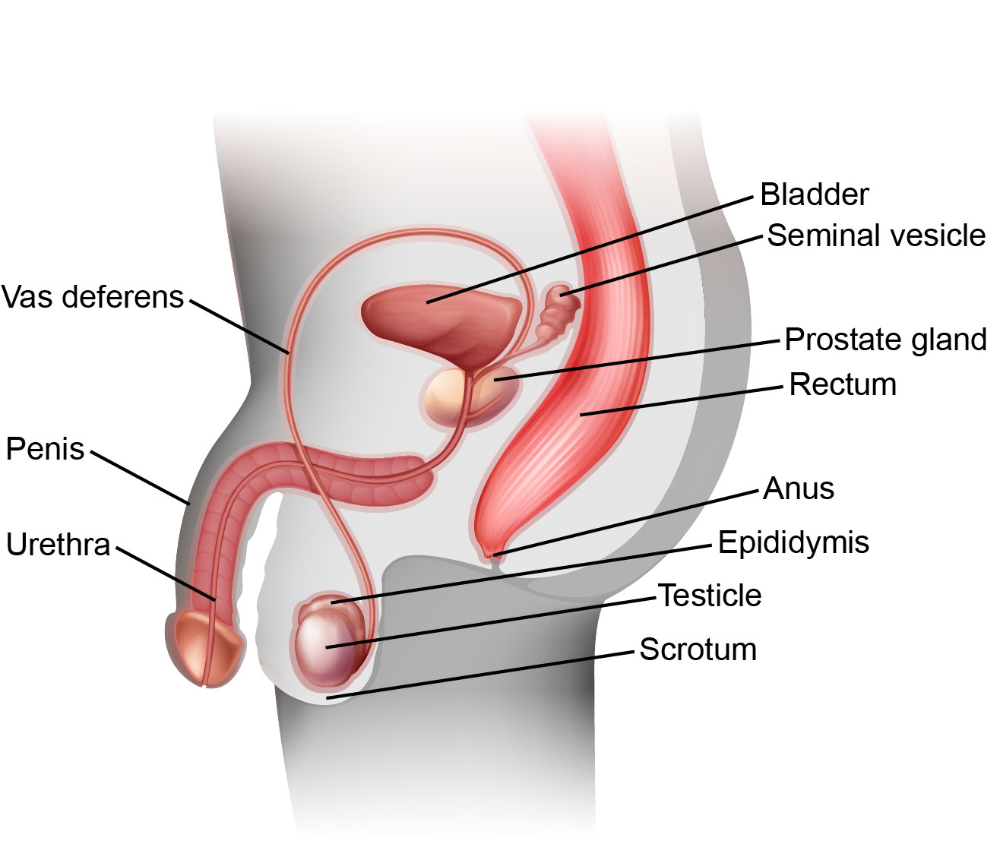 Bladder
Seminal vesicle
Vas deferens
Prostate gland
Rectum
Penis
Anus
Urethra
Epididymis
Testicle
Scrotum